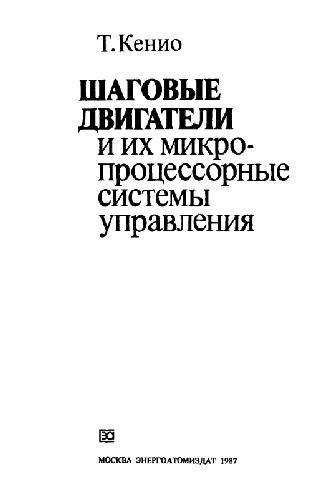 Т. Кенио
ШАГОВЫЕ
ДВИГАТЕЛИ
и их микро-
процессорные
системы
управления
МОСКВА ЭНЕРГОАТОМИЗДАТ 1987